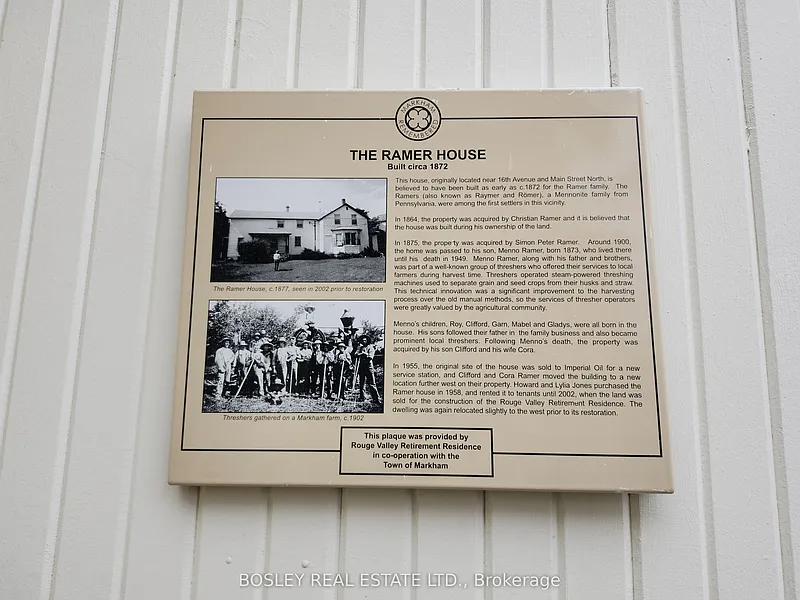 MARKHAM
REMEMBERED
THE RAMER HOUSE
Built circa 1872
The Ramer House, c.1877, seen in 2002 prior to restoration
Threshers gathered on a Markham farm, c.1902
This house, originally located near 16th Avenue and Main Street North, is
believed to have been built as early as c.1872 for the Ramer family. The
Ramers (also known as Raymer and Römer), a Mennonite family from
Pennsylvania, were among the first settlers in this vicinity.
In 1864, the property was acquired by Christian Ramer and it is believed that
the house was built during his ownership of the land.
In 1875, the property was acquired by Simon Peter Ramer. Around 1900,
the home was passed to his son, Menno Ramer, born 1873, who lived there
until his death in 1949. Menno Ramer, along with his father and brothers,
was part of a well-known group of threshers who offered their services to local
farmers during harvest time. Threshers operated steam-powered threshing
machines used to separate grain and seed crops from their husks and straw.
This technical innovation was a significant improvement to the harvesting
process over the old manual methods, so the services of thresher operators
were greatly valued by the agricultural community.
Menno's children, Roy, Clifford, Garn, Mabel and Gladys, were all born in the
house. His sons followed their father in the family business and also became
prominent local threshers. Following Menno's death, the property was
acquired by his son Clifford and his wife Cora.
In 1955, the original site of the house was sold to Imperial Oil for a new
service station, and Clifford and Cora Ramer moved the building to a new
location further west on their property. Howard and Lylia Jones purchased the
Ramer house in 1958, and rented it to tenants until 2002, when the land was
sold for the construction of the Rouge Valley Retirement Residence. The
dwelling was again relocated slightly to the west prior to its restoration.
This plaque was provided by
Rouge Valley Retirement Residence
in co-operation with the
Town of Markham
BOSLEY REAL ESTATE LTD., Brokerage